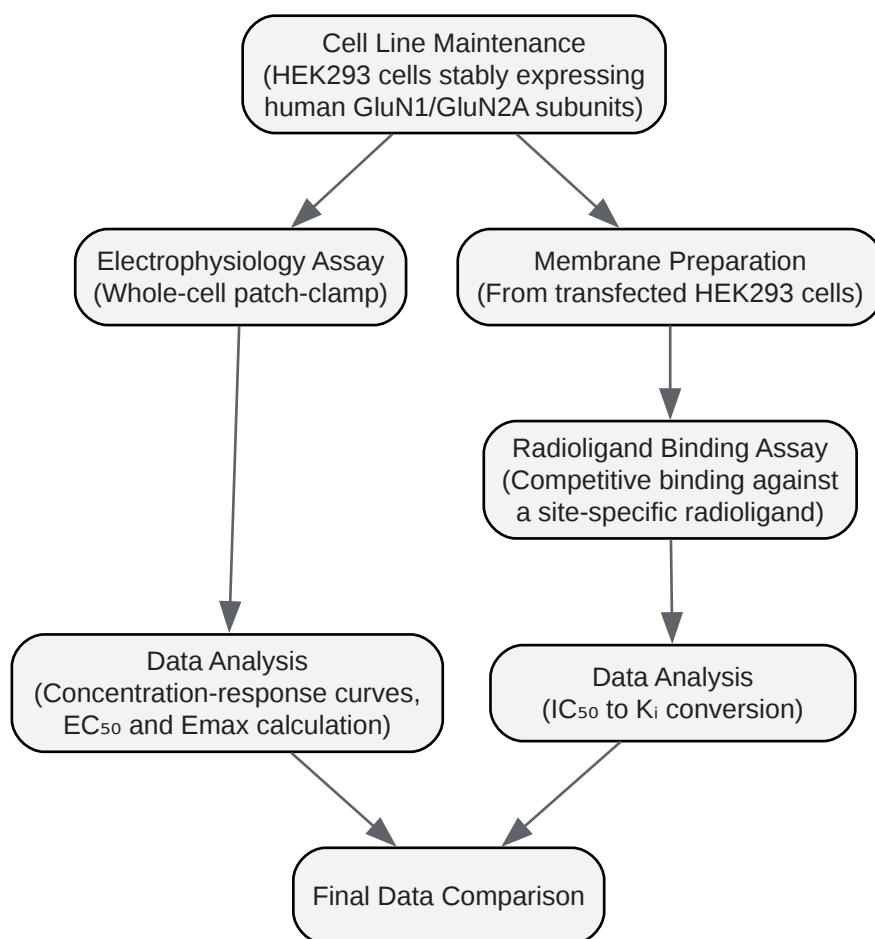 Cell Line Maintenance
(HEK293 cells stably expressing
human GluN1/GluN2A subunits)
Electrophysiology Assay
(Whole-cell patch-clamp)
Membrane Preparation
(From transfected HEK293 cells)
Radioligand Binding Assay
(Competitive binding against
a site-specific radioligand)
Data Analysis
(Concentration-response curves,
EC₅₀ and Emax calculation)
Data Analysis
(IC₅₀ to Kᵢ conversion)
Final Data Comparison